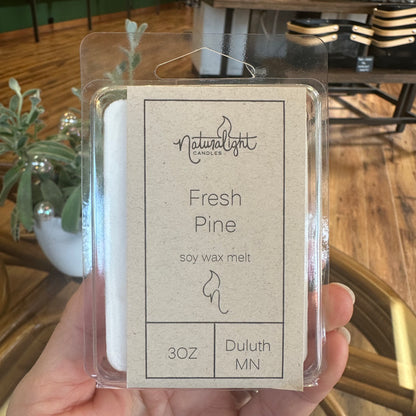 Naturalight
CANDLES
Fresh
Pine
soy wax melt
3OZ
Duluth
MN